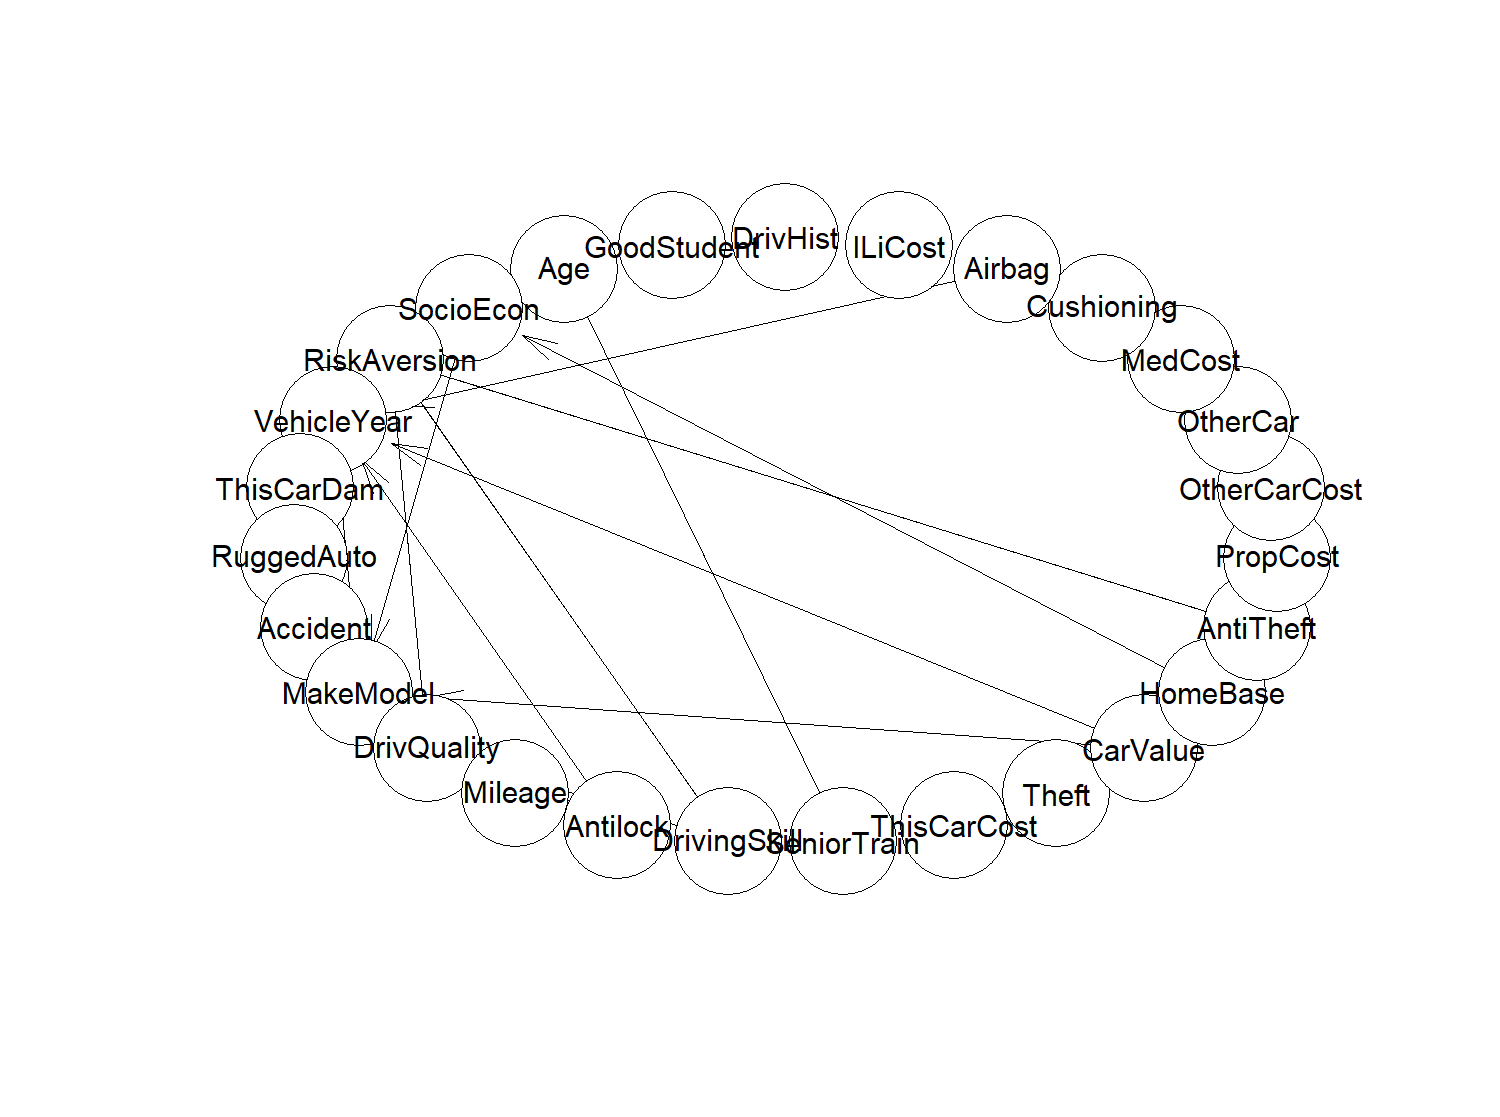 DrivHist
GoodStudent
ILiCost
Age
Airbag
SocioEcon
Cushioning
RiskAversion
MedCost
VehicleYear
OtherCar
ThisCarDam
OtherCarCost
RuggedAuto
PropCost
Accident
AntiTheft
MakeModel
HomeBase
DrivQuality
CarValue
Mileage
Theft
Antilock
ThisCarCost
DrivingSkill
SeniorTrain